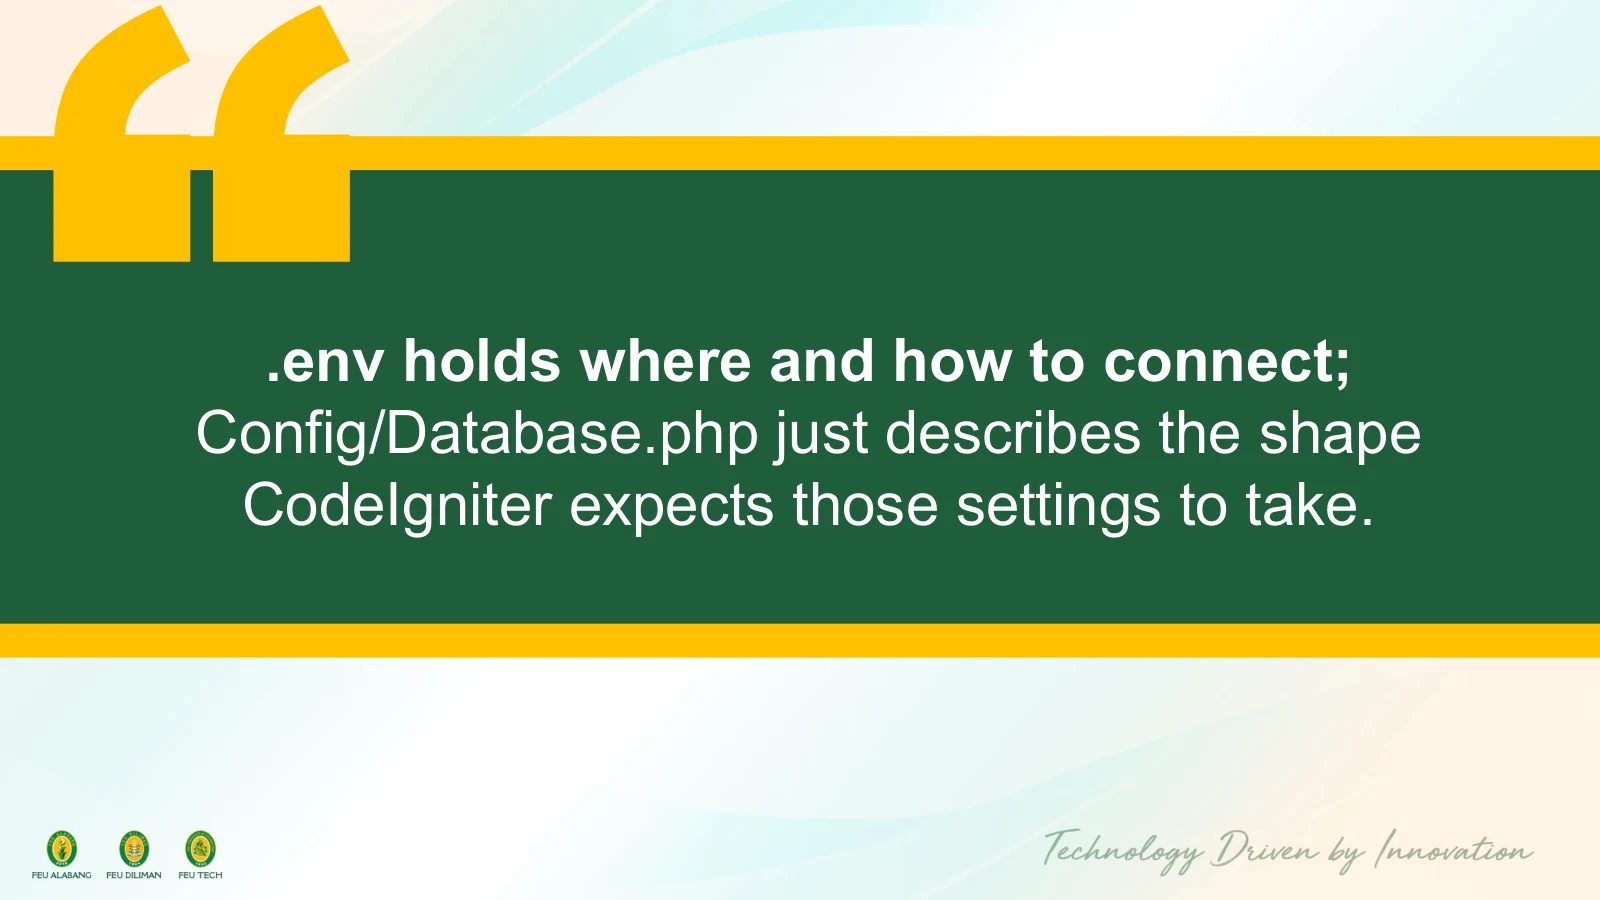 “
.env holds where and how to connect;
Config/Database.php just describes the shape
CodeIgniter expects those settings to take.
FEU ALABANG FEU DILIMAN FEU TECH
Technology Driven by Innovation